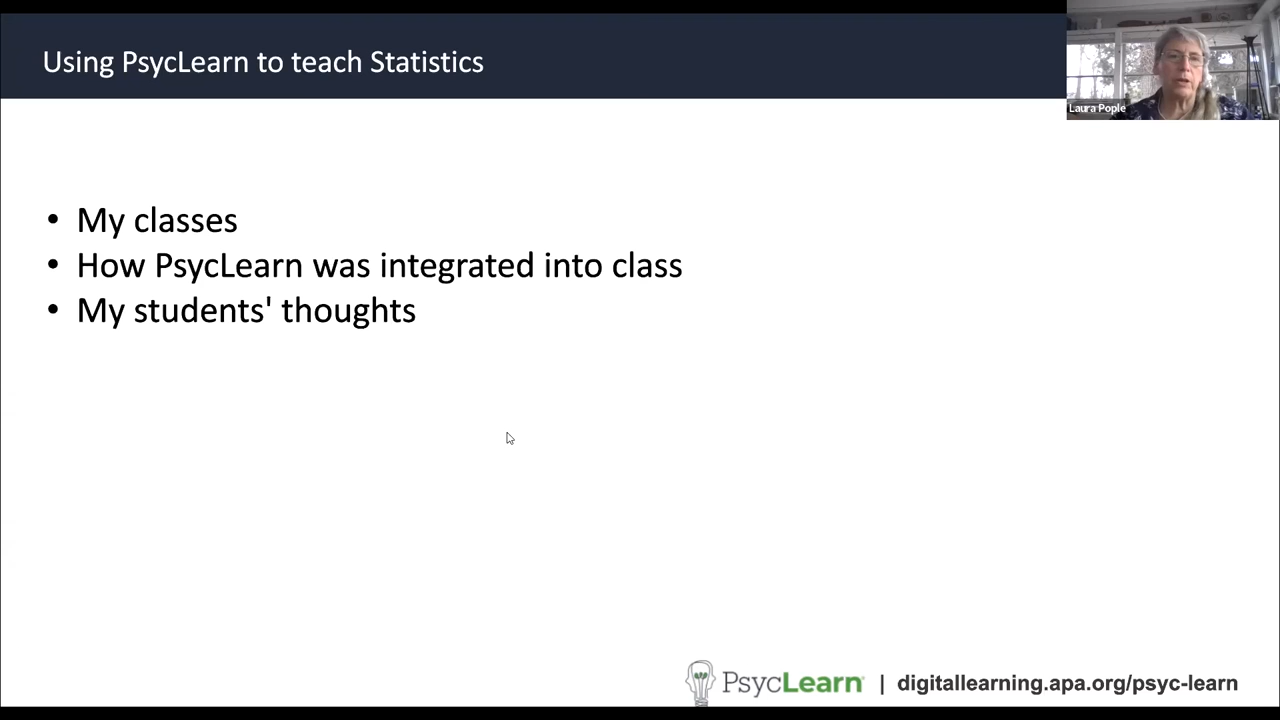 Using PsycLearn to teach Statistics
Laura Pople
• My classes
• How PsycLearn was integrated into class
• My students' thoughts
PsycLearn® | digitallearning.apa.org/psyc-learn